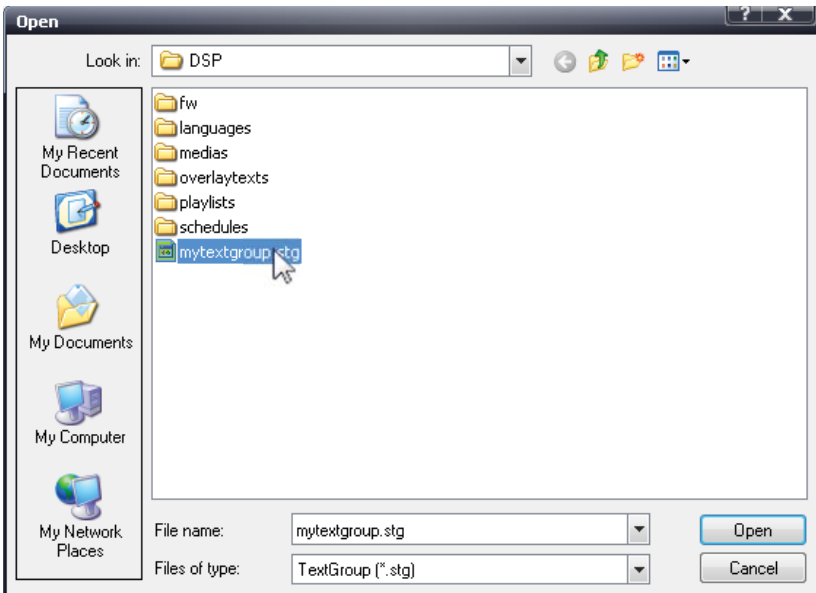 Open
Look in:
DSP
My Recent
Documents
Desktop
My Documents
My Computer
My Network
Places
fw
languages
medias
overlaytexts
playlists
schedules
mytextgroup.stg
File name:
mytextgroup.stg
Open
Files of type:
TextGroup (*.stg)
Cancel